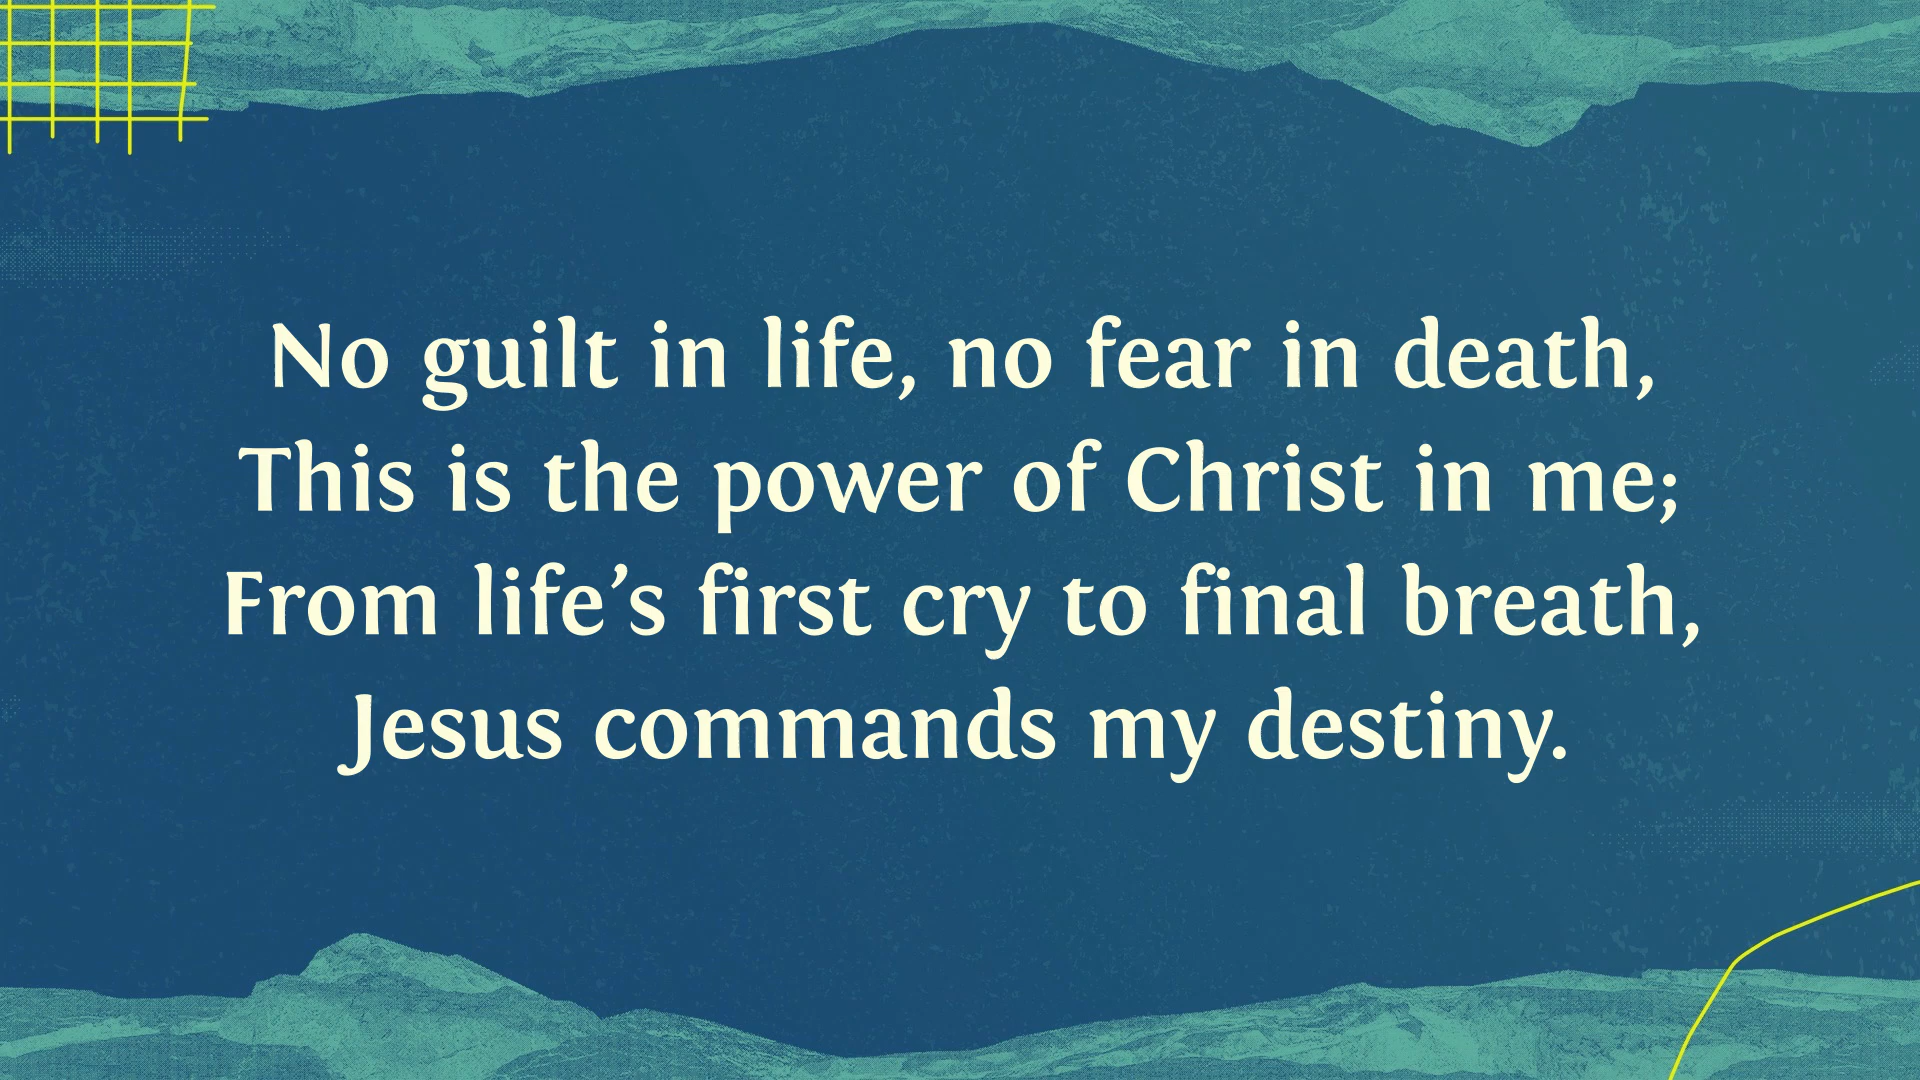 No guilt in life, no fear in death,
This is the power of Christ in me;
From life’s first cry to final breath,
Jesus commands my destiny.